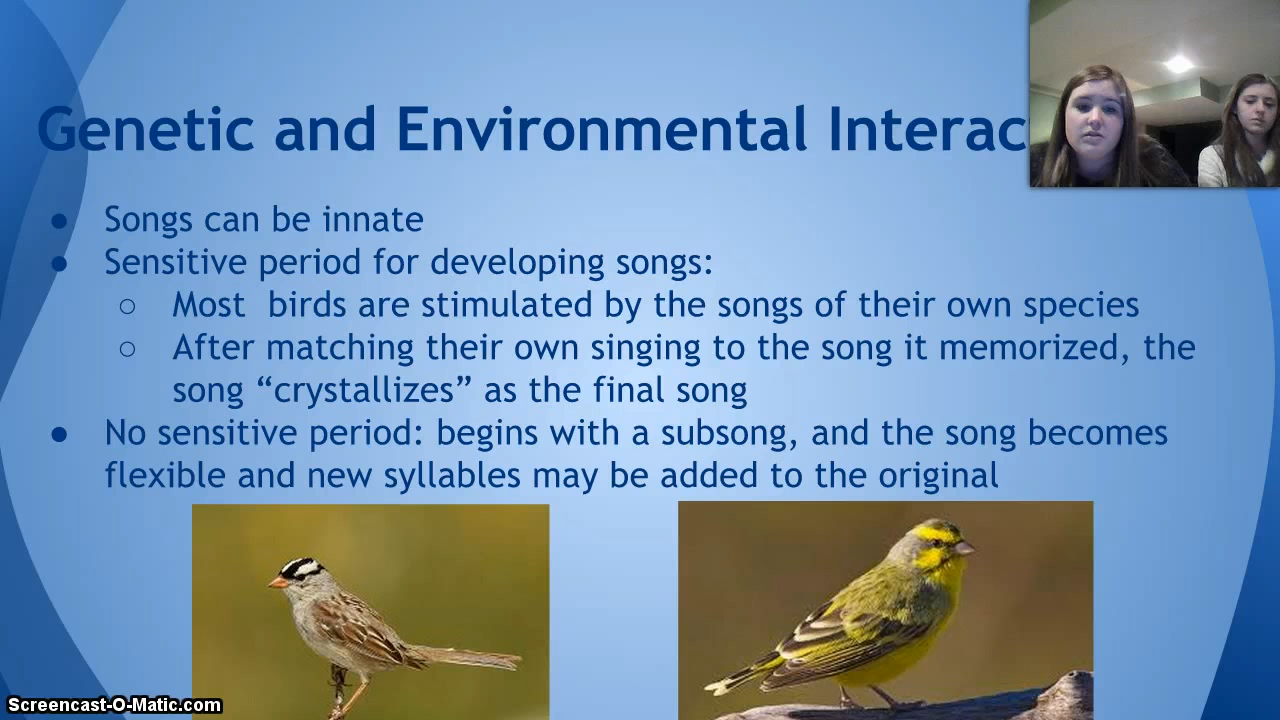 Genetic and Environmental Interac
● Songs can be innate
● Sensitive period for developing songs:
○ Most birds are stimulated by the songs of their own species
○ After matching their own singing to the song it memorized, the
song “crystallizes” as the final song
● No sensitive period: begins with a subsong, and the song becomes
flexible and new syllables may be added to the original
Screencast-O-Matic.com